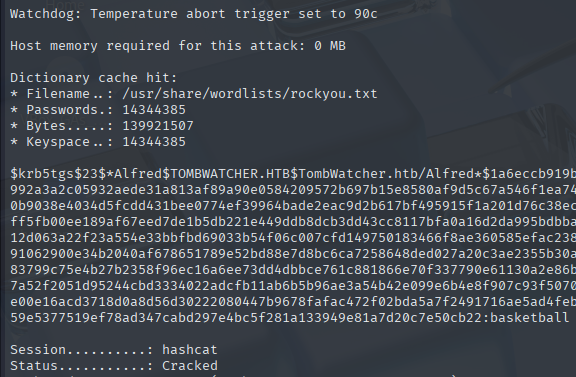 Watchdog: Temperature abort trigger set to 90c
Host memory required for this attack: 0 MB
Dictionary cache hit:
* Filename..: /usr/share/wordlists/rockyou.txt
* Passwords.: 14344385
* Bytes.....: 139921507
* Keyspace..: 14344385
$krb5tgs$23$*Alfred$TOMBWATCHER.HTB$TombWatcher.htb/Alfred*$1a6eccb919b
992a3a2c05932aede31a813af89a90e0584209572b697b15e8580af9d5c67a546f1ea74
0b9038e4034d5fcdd431bee0774ef39964bade2eac9d2b617bf495915f1a201d76c38ec
ff5fb00ee189af67eed7de1b5db221e449ddb8dcb3dd43cc8117bfa0a16d2da995bdbba
12d063a22f23a554e33bbfbd69033b54f06c007cfd149750183466f8ae360585efac238
91062900e34b2040af678651789e52bd88e7d8bc6ca7258648ded027a20c3ae2355b30a
83799c75e4b27b2358f96ec16a6ee73dd4dbbce761c881866e70f337790e61130a2e86b
7a52f2051d95244cbd3334022adcfb11ab6b5b96ae3a54b42e099e6b4e8f907c93f5070
e00e16acd3718d0a8d56d30222080447b9678fafac472f02bda5a7f2491716ae5ad4feb
59e5377519ef78ad347cabd297e4bc5f281a133949e81a7d20c7e50cb22:basketball
Session..........: hashcat
Status...........: Cracked